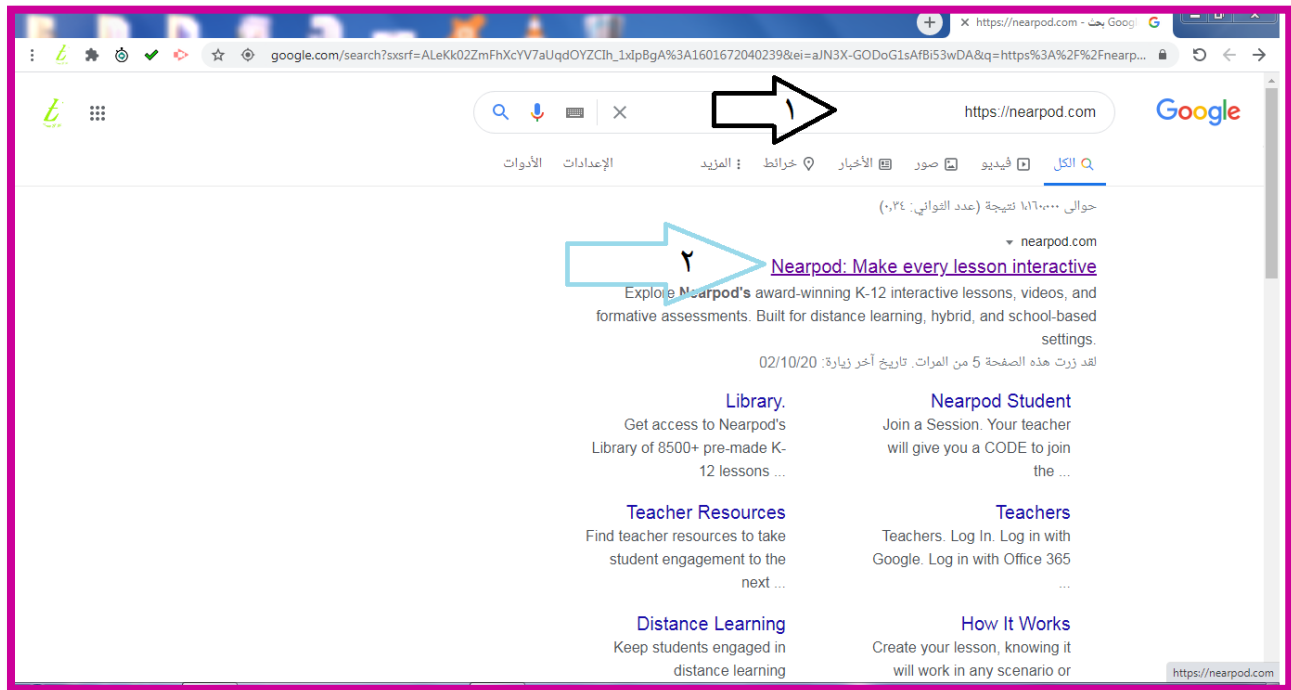 Googl بحث - https://nearpod.com
google.com/search?sxsrf=ALeKk02ZmFhXcYV7aUqdOYZCIh_1xIpBgA%3A1601672040239&ei=aJN3X-GODoG1sAfBi53wDA&q=https%3A%2F%2Fnearp...
Google
https://nearpod.com
١
الكل
فيديو
صور
الأخبار
خرائط
المزيد
الإعدادات
الأدوات
حوالى ١٬١٦٠٬٠٠٠ نتيجة (عدد الثواني: ٠٫٣٤)
nearpod.com
٢
Nearpod: Make every lesson interactive
Explore Nearpod's award-winning K-12 interactive lessons, videos, and
formative assessments. Built for distance learning, hybrid, and school-based
settings.
لقد زرت هذه الصفحة 5 من المرات. تاريخ آخر زيارة: 02/10/20
Nearpod Student
Join a Session. Your teacher
will give you a CODE to join
the ...
Library.
Get access to Nearpod's
Library of 8500+ pre-made K-
12 lessons ...
Teachers
Teachers. Log In. Log in with
Google. Log in with Office 365
...
Teacher Resources
Find teacher resources to take
student engagement to the
next ...
How It Works
Create your lesson, knowing it
will work in any scenario or
Distance Learning
Keep students engaged in
distance learning
https://nearpod.com